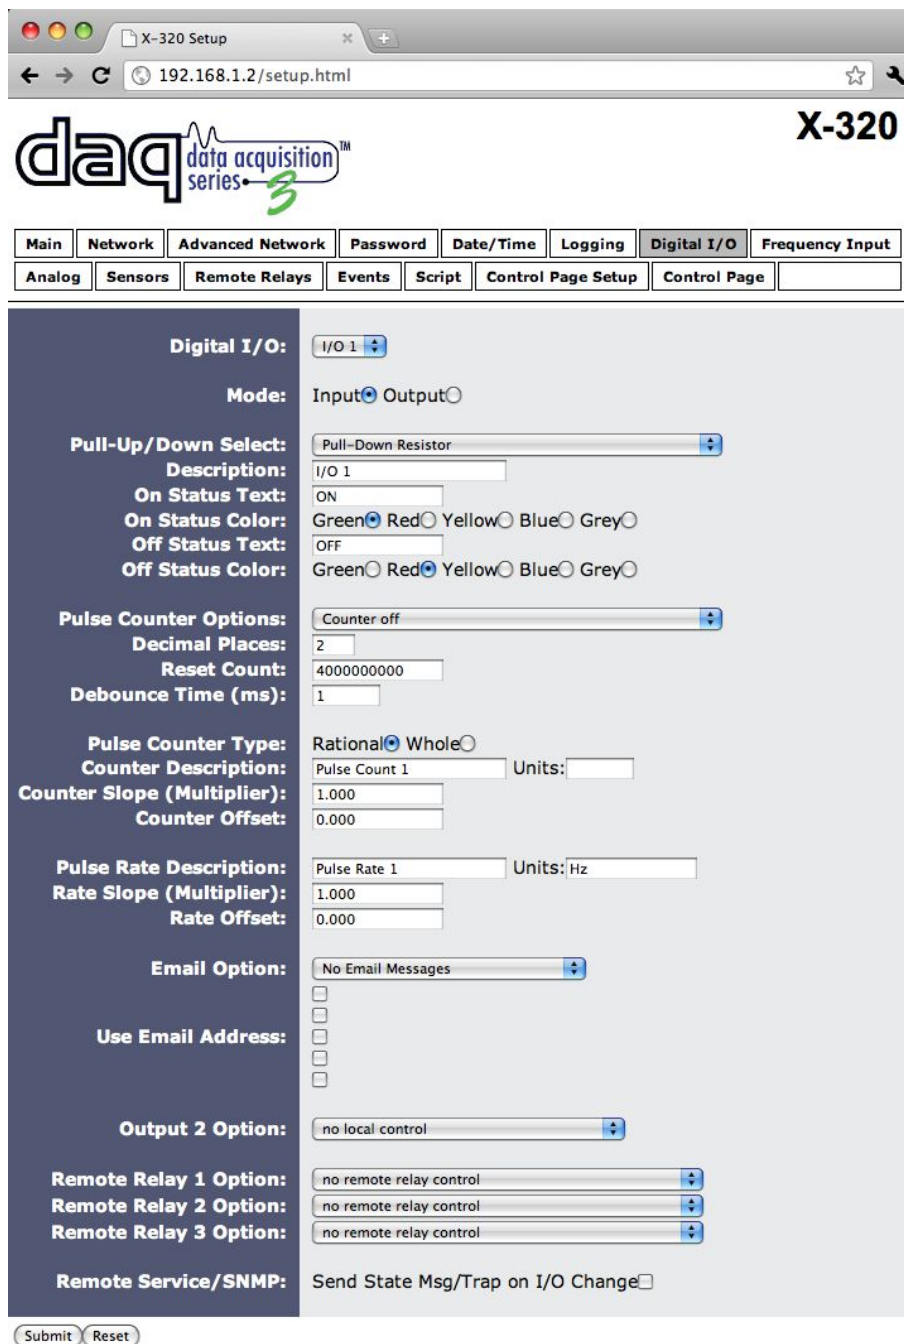 X-320 Setup
192.168.1.2/setup.html
X-320
daq data acquisition series 3 TM
Main Network Advanced Network Password Date/Time Logging Digital I/O Frequency Input
Analog Sensors Remote Relays Events Script Control Page Setup Control Page
Digital I/O: I/O 1
Mode: Input Output
Pull-Up/Down Select: Pull-Down Resistor
Description: I/O 1
On Status Text: ON
On Status Color: Green Red Yellow Blue Grey
Off Status Text: OFF
Off Status Color: Green Red Yellow Blue Grey
Pulse Counter Options: Counter off
Decimal Places: 2
Reset Count: 4000000000
Debounce Time (ms): 1
Pulse Counter Type: Rational Whole
Counter Description: Pulse Count 1 Units:
Counter Slope (Multiplier): 1.000
Counter Offset: 0.000
Pulse Rate Description: Pulse Rate 1 Units: Hz
Rate Slope (Multiplier): 1.000
Rate Offset: 0.000
Email Option: No Email Messages
Use Email Address:
Output 2 Option: no local control
Remote Relay 1 Option: no remote relay control
Remote Relay 2 Option: no remote relay control
Remote Relay 3 Option: no remote relay control
Remote Service/SNMP: Send State Msg/Trap on I/O Change
Submit Reset